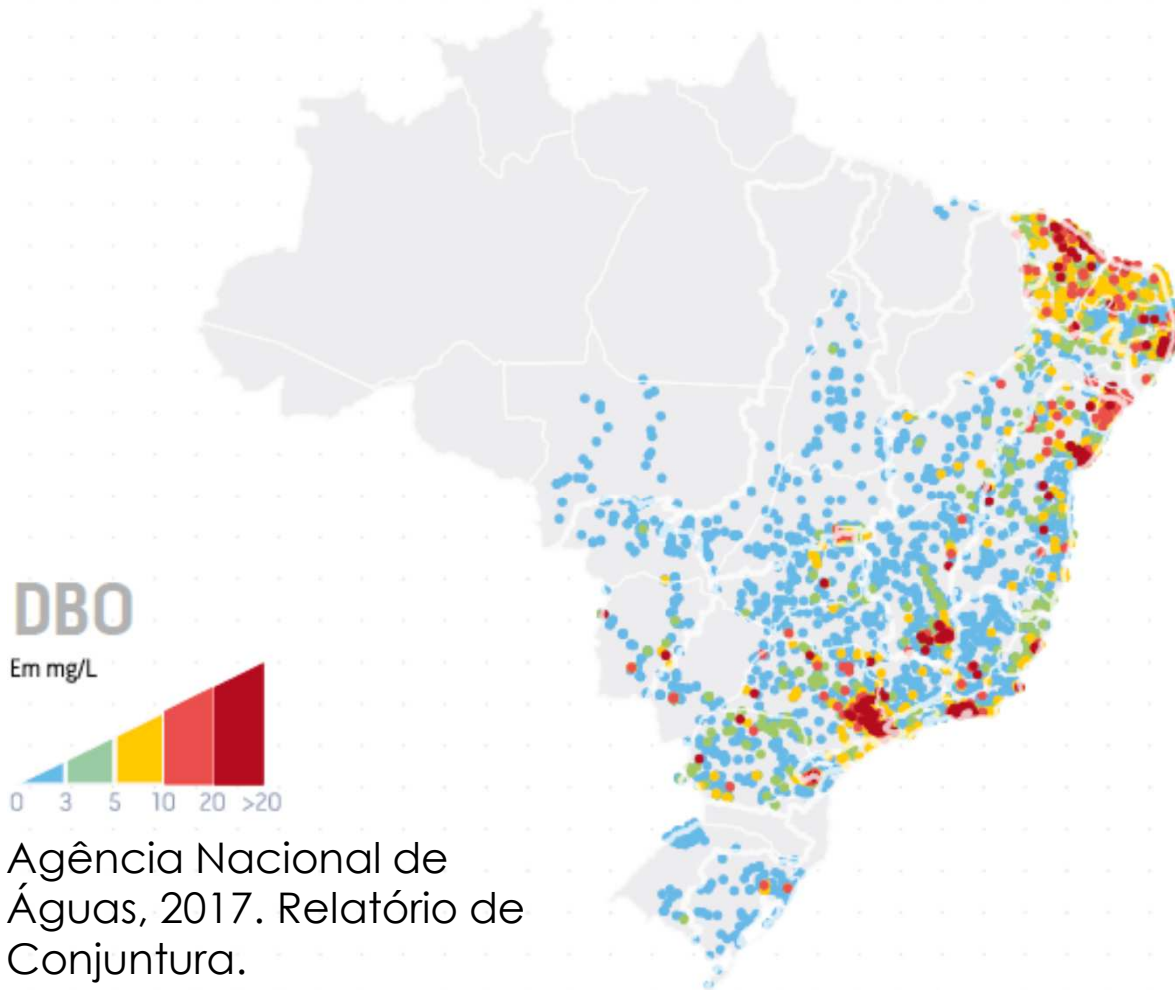 DBO
Em mg/L
0 3 5 10 20 >20
Agência Nacional de
Águas, 2017. Relatório de
Conjuntura.